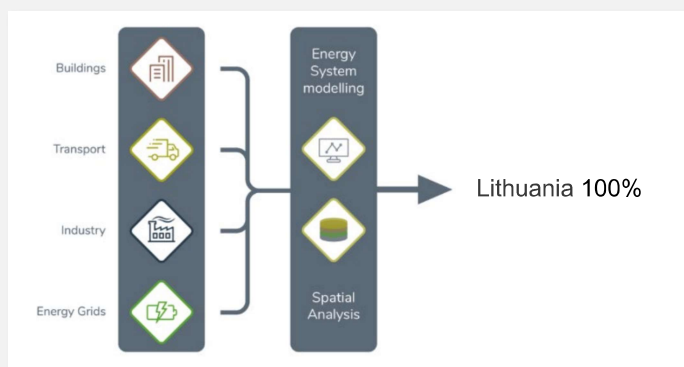 Buildings
Transport
Industry
Energy Grids
Energy
System
modelling
Spatial
Analysis
Lithuania 100%